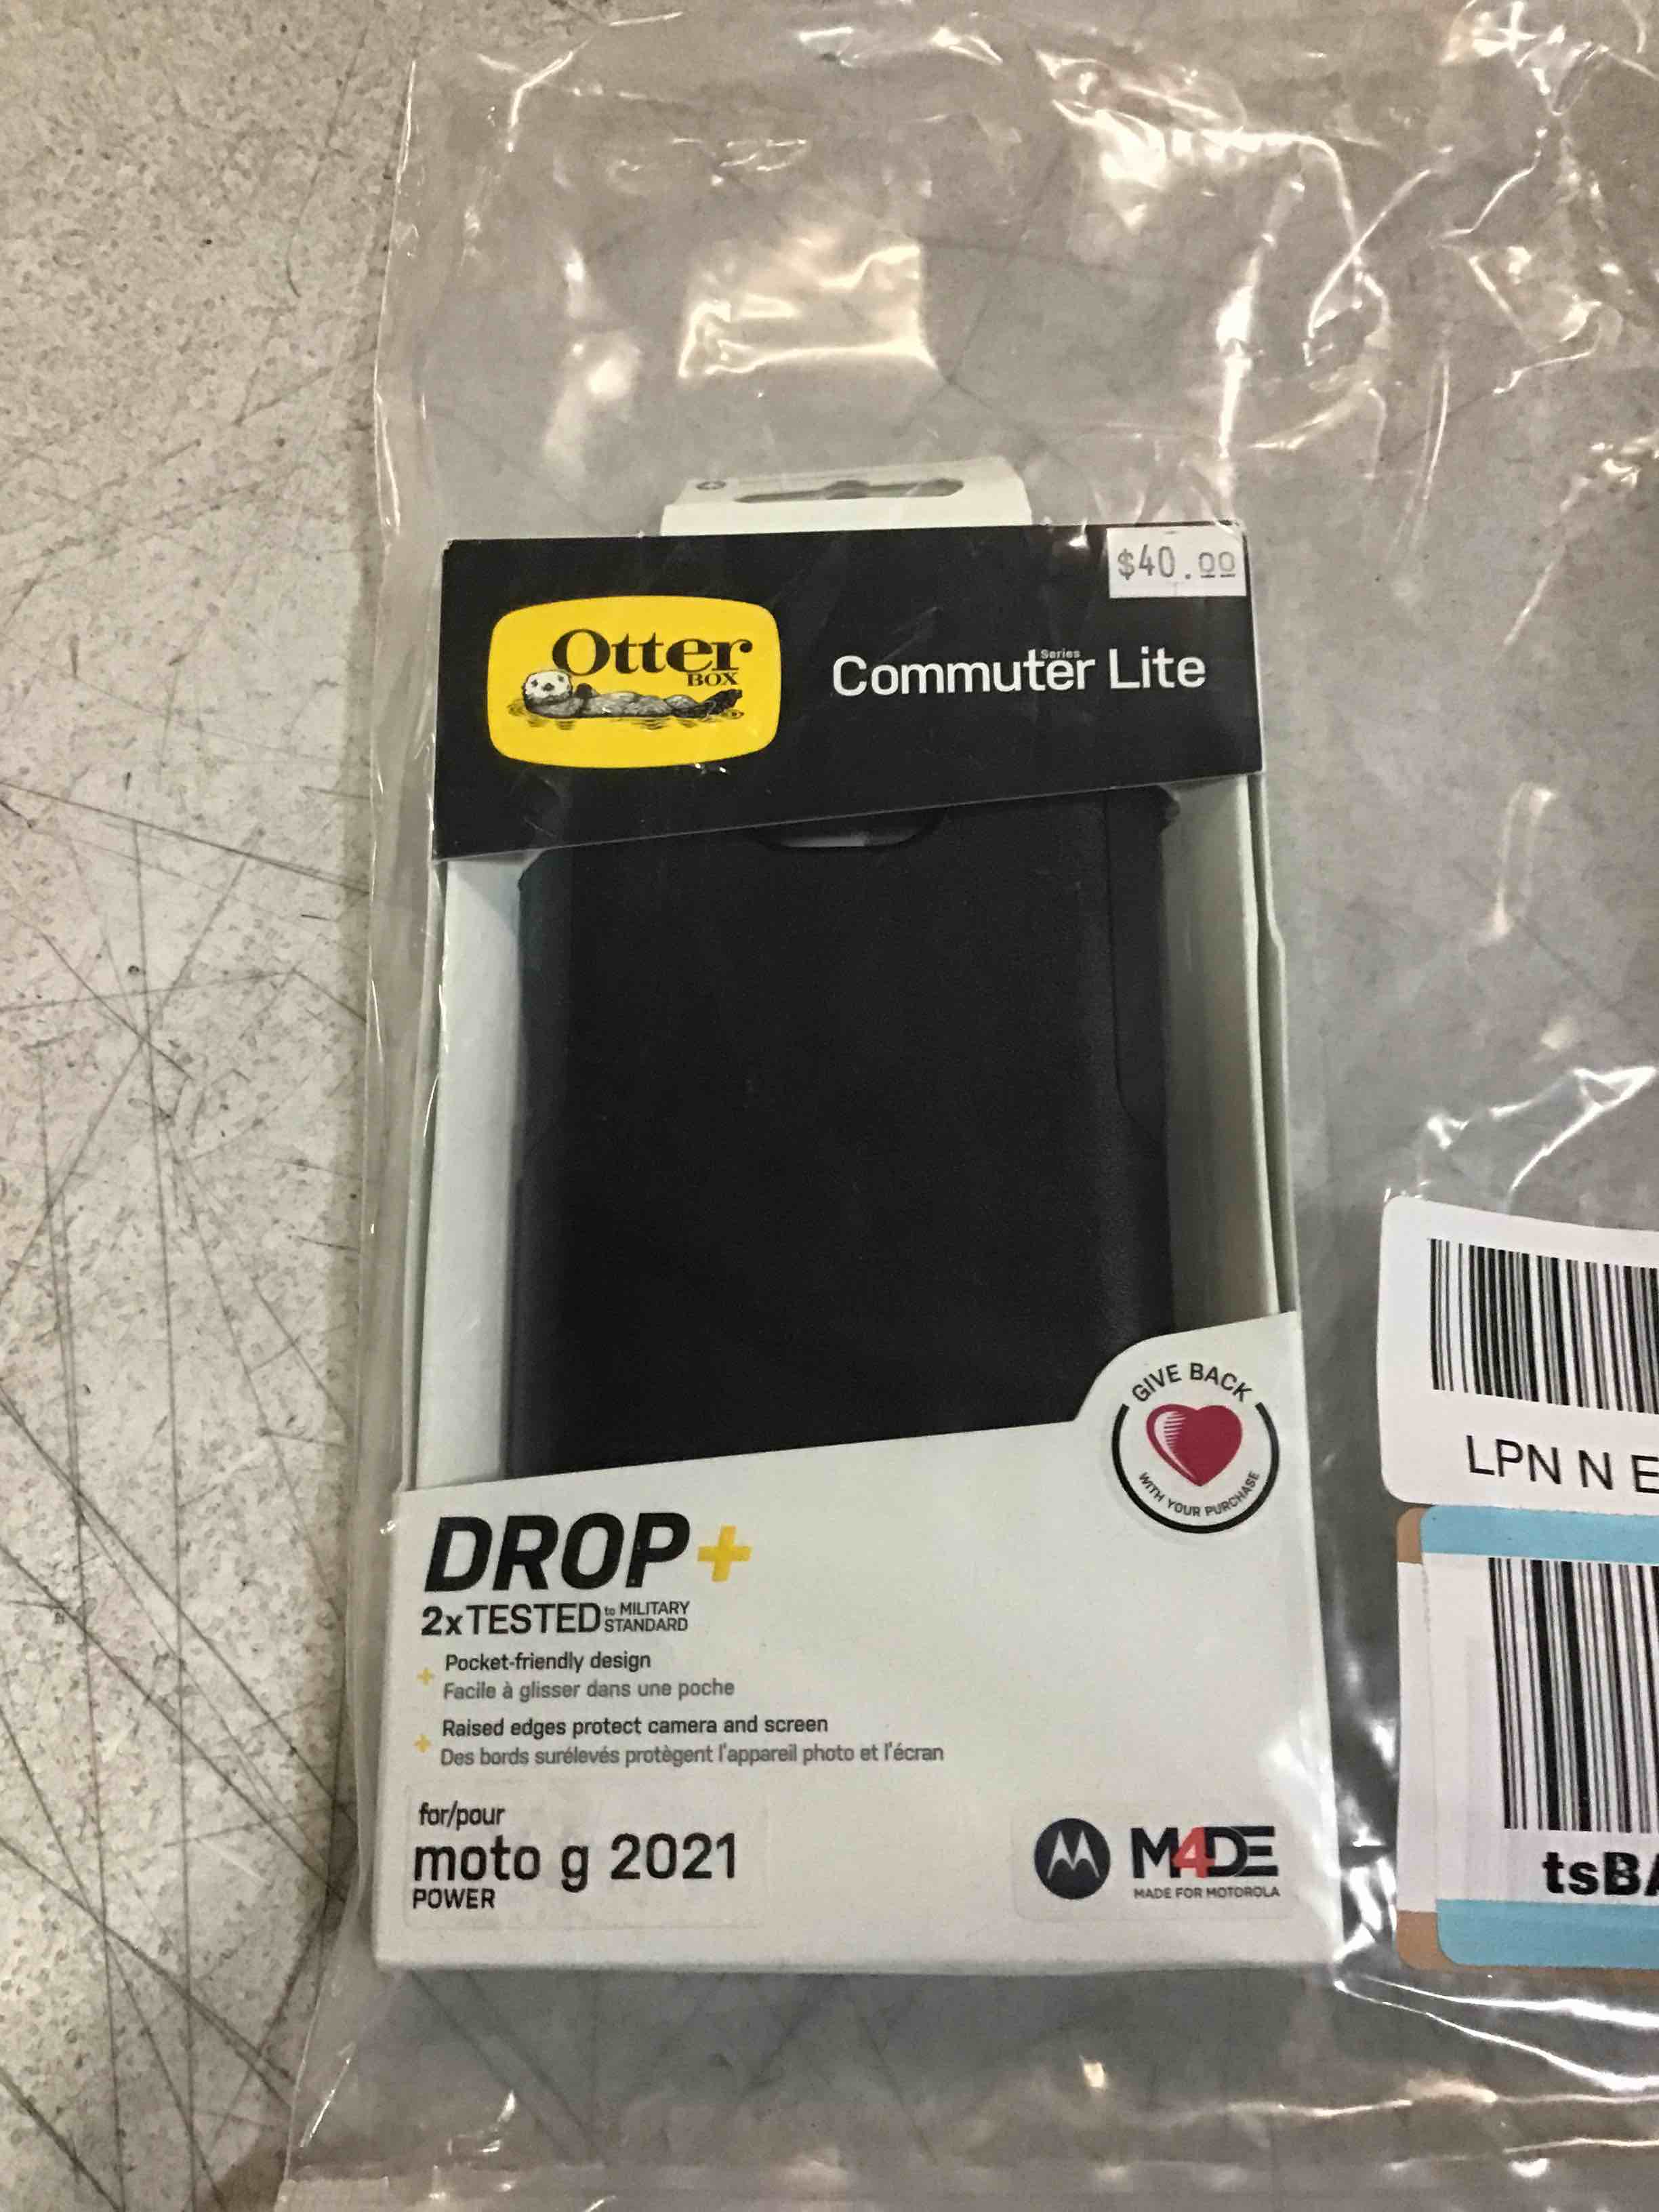 $40.00
Otter
BOX
Commuter Series Lite
GIVE BACK
WITH YOUR PURCHASE
DROP+
2xTESTED to MILITARY
STANDARD
+ Pocket-friendly design
Facile à glisser dans une poche
+ Raised edges protect camera and screen
Des bords surélevés protègent l'appareil photo et l'écran
for/pour
moto g 2021
POWER
M4DE
MADE FOR MOTOROLA
LPN N E
tsBA